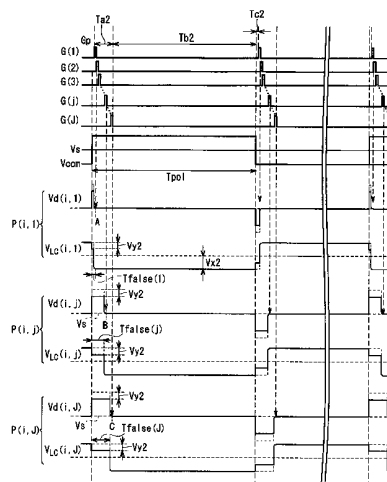 Ta2
Tc2
Gp
Tb2
G(1)
G(2)
G(3)
G(j)
G(J)
Vs
Vcom
Tpol
Vd(i,1)
P(i,1)
A
VLC(i,1)
Vy2
Vx2
Tfalse(1)
Vd(i,j)
Vy2
P(i,j)
Vs
B
Tfalse(j)
VLC(i,j)
Vy2
Vd(i,J)
Vy2
P(i,J)
Vs
C
Tfalse(J)
VLC(i,J)
Vy2